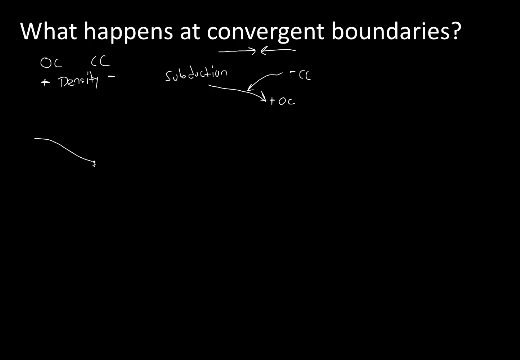 What happens at convergent boundaries?
OC CC
+ Density -
Subduction
- CC
+ OC